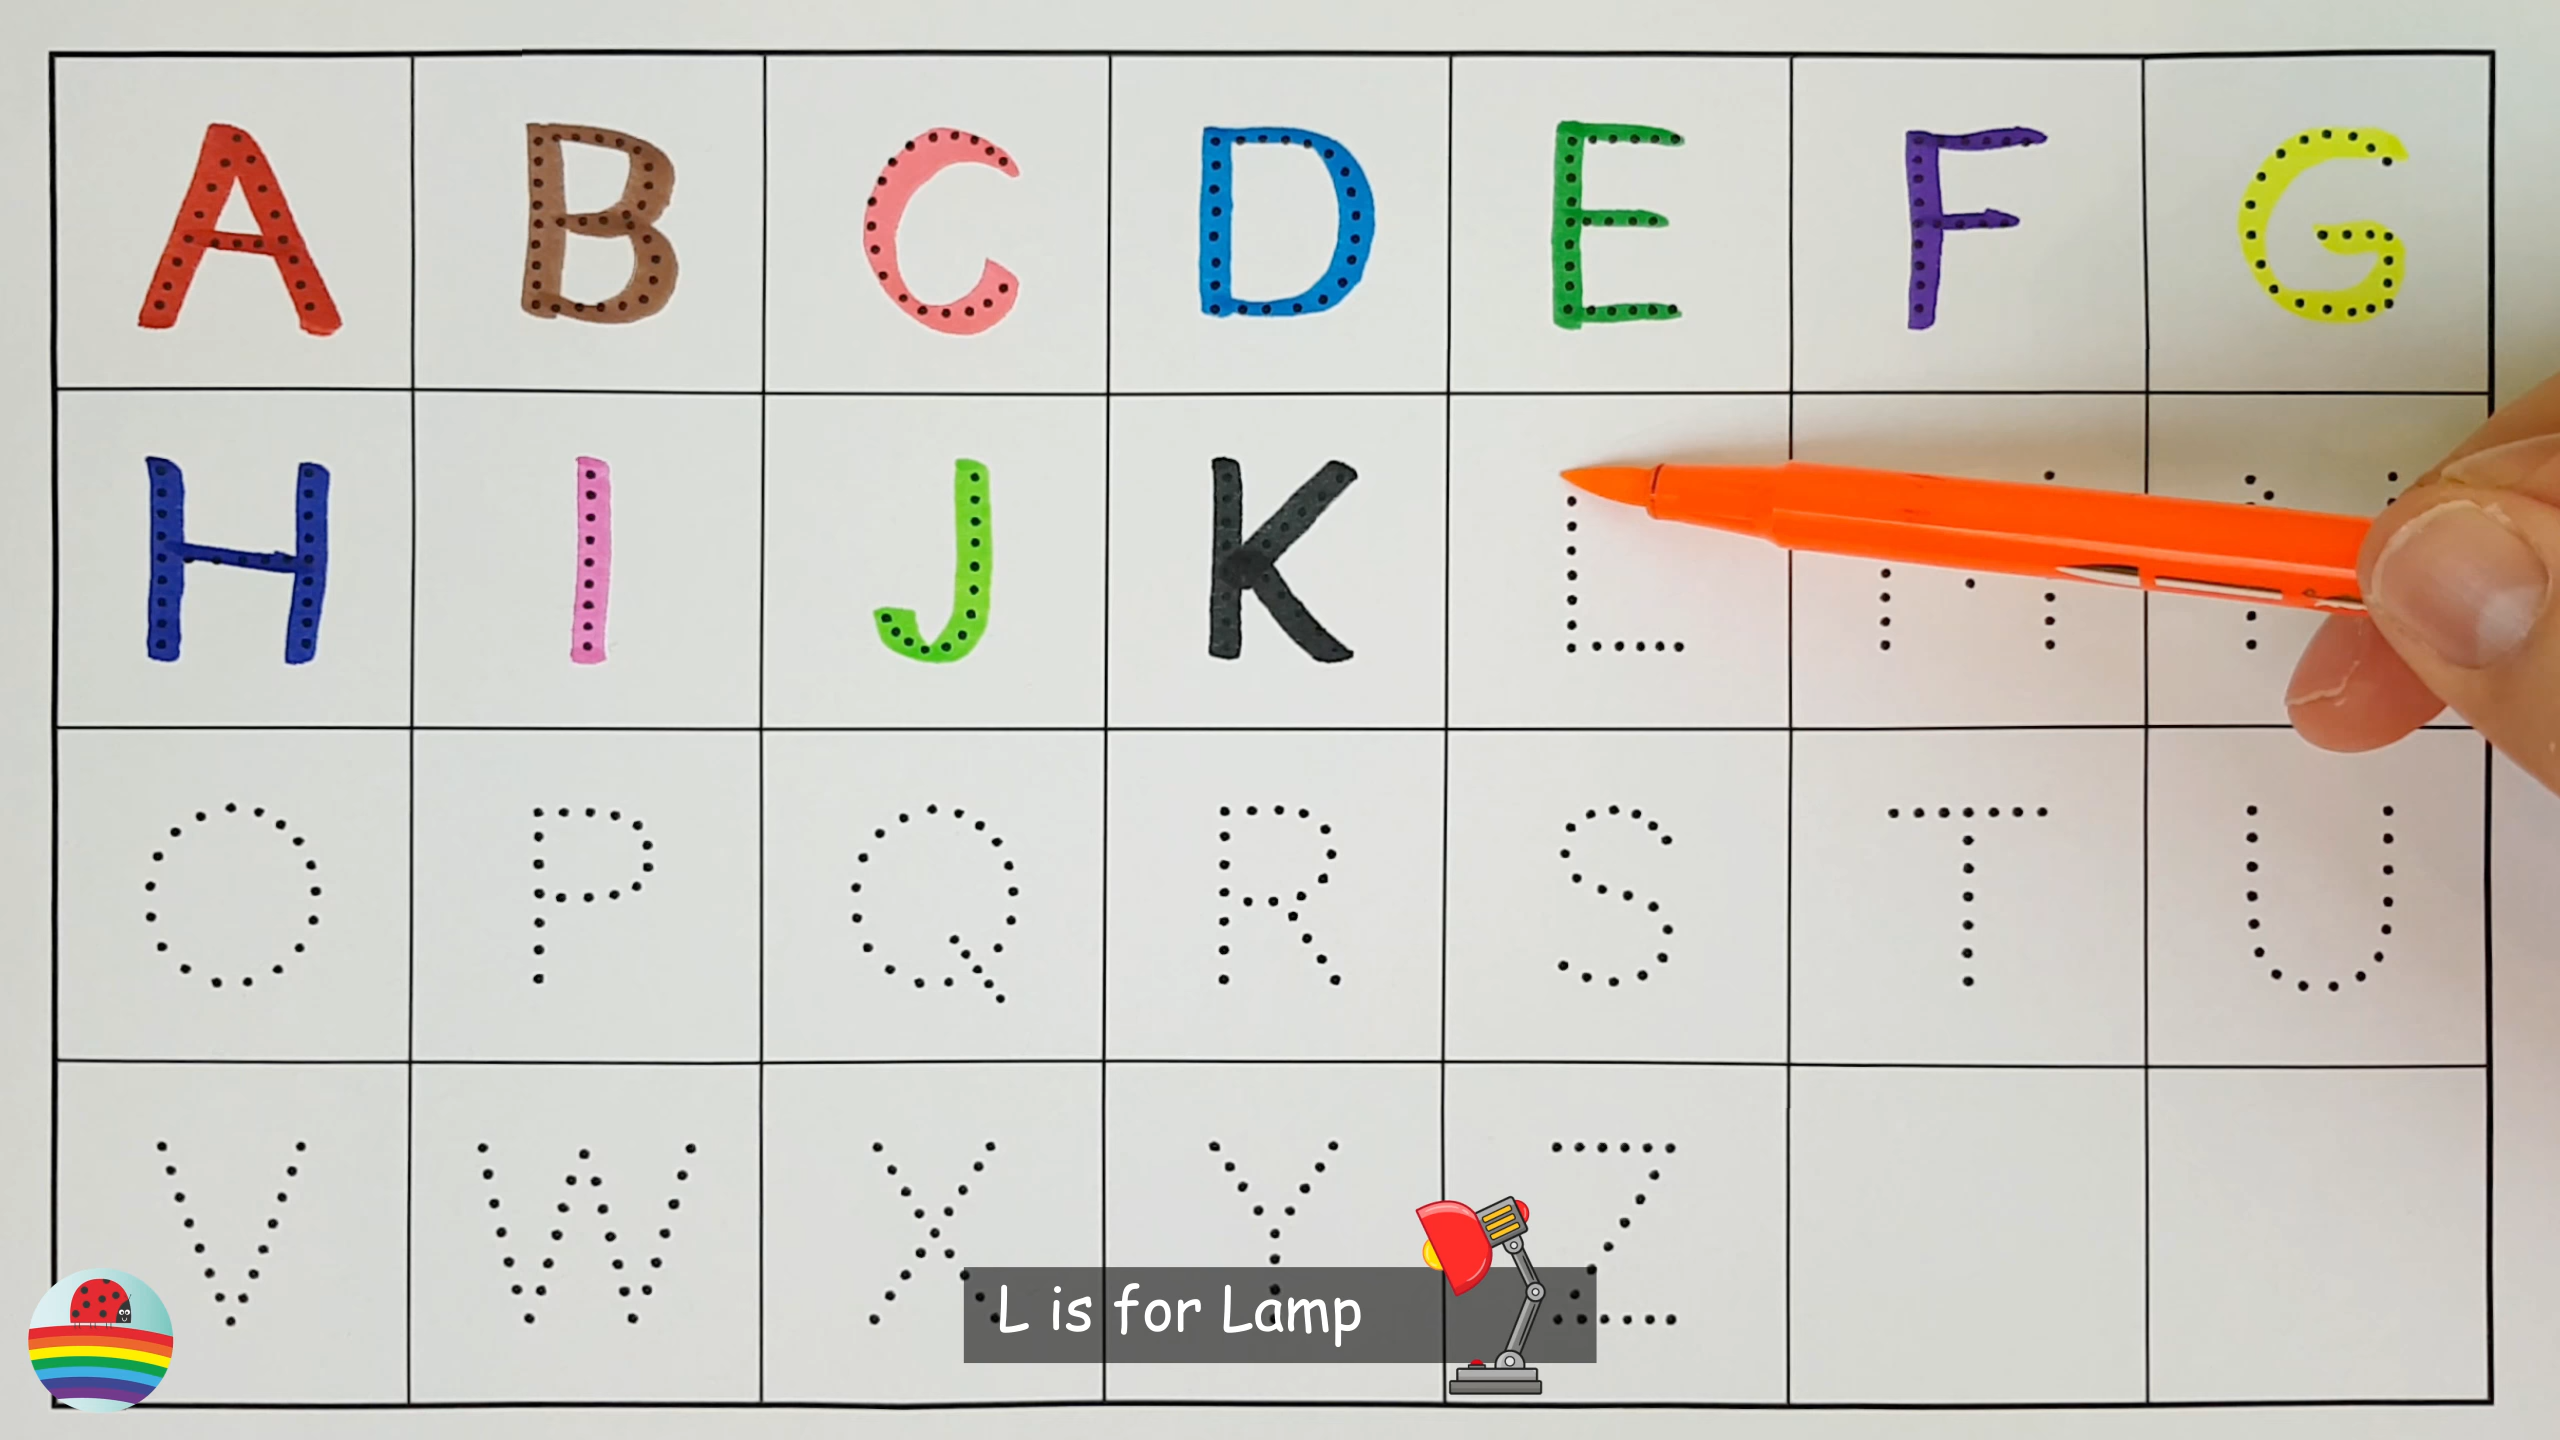 A B C D E F G
H I J K L M N
O P Q R S T U
V W X Y Z
L is for Lamp